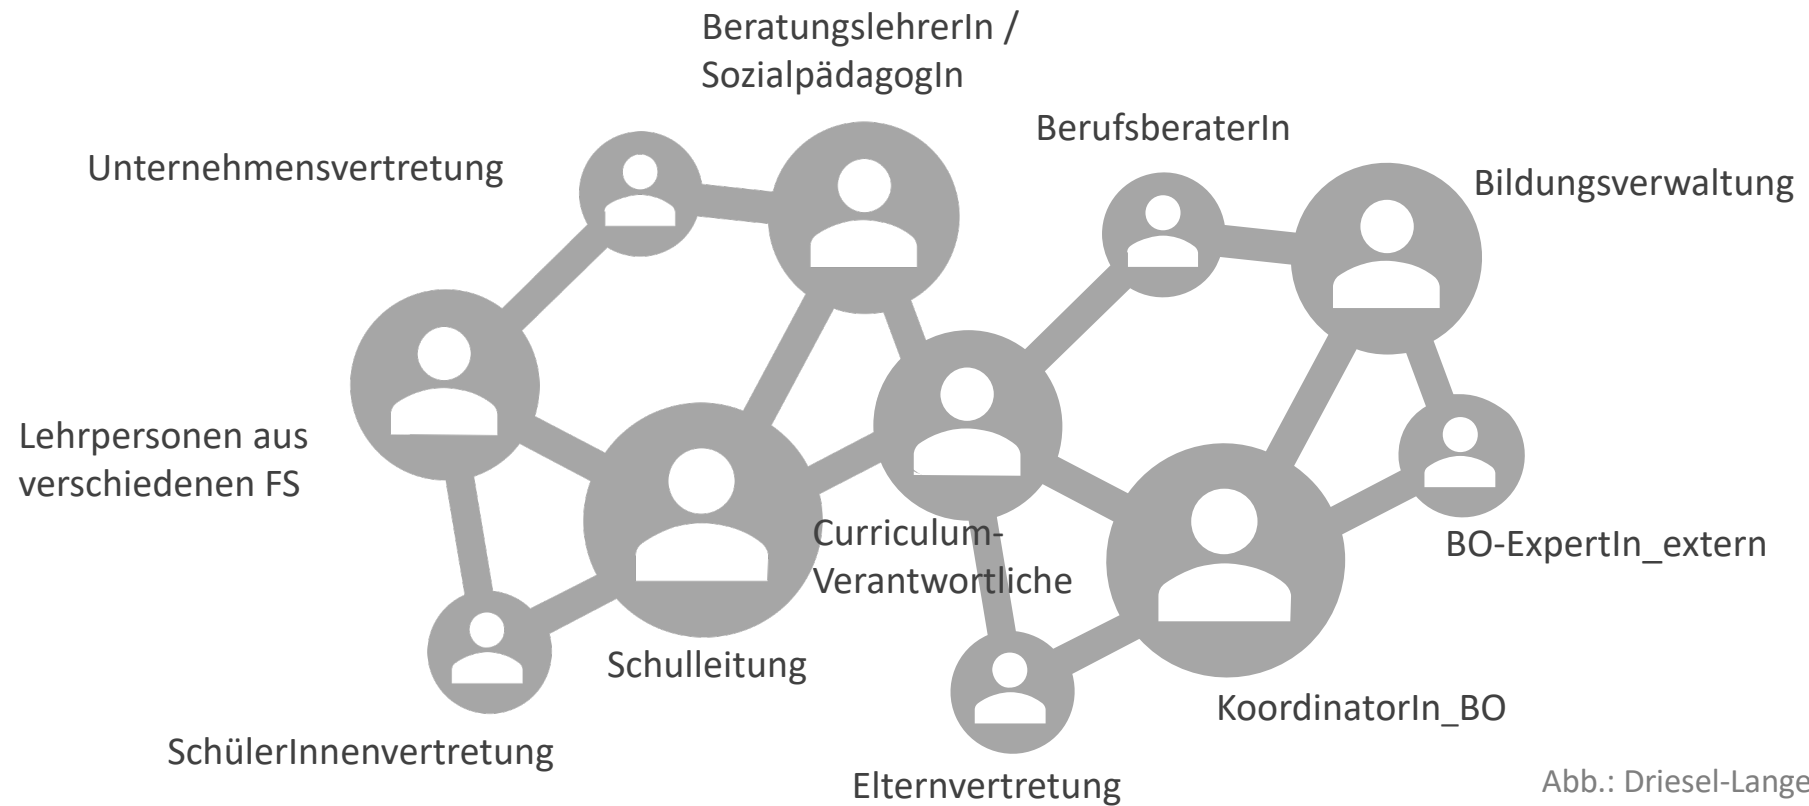 BeratungslehrerIn /
SozialpädagogIn
BerufsberaterIn
Unternehmensvertretung
Bildungsverwaltung
Lehrpersonen aus
verschiedenen FS
Curriculum-
Verantwortliche
BO-ExpertIn_extern
Schulleitung
KoordinatorIn_BO
SchülerInnenvertretung
Elternvertretung
Abb.: Driesel-Lange